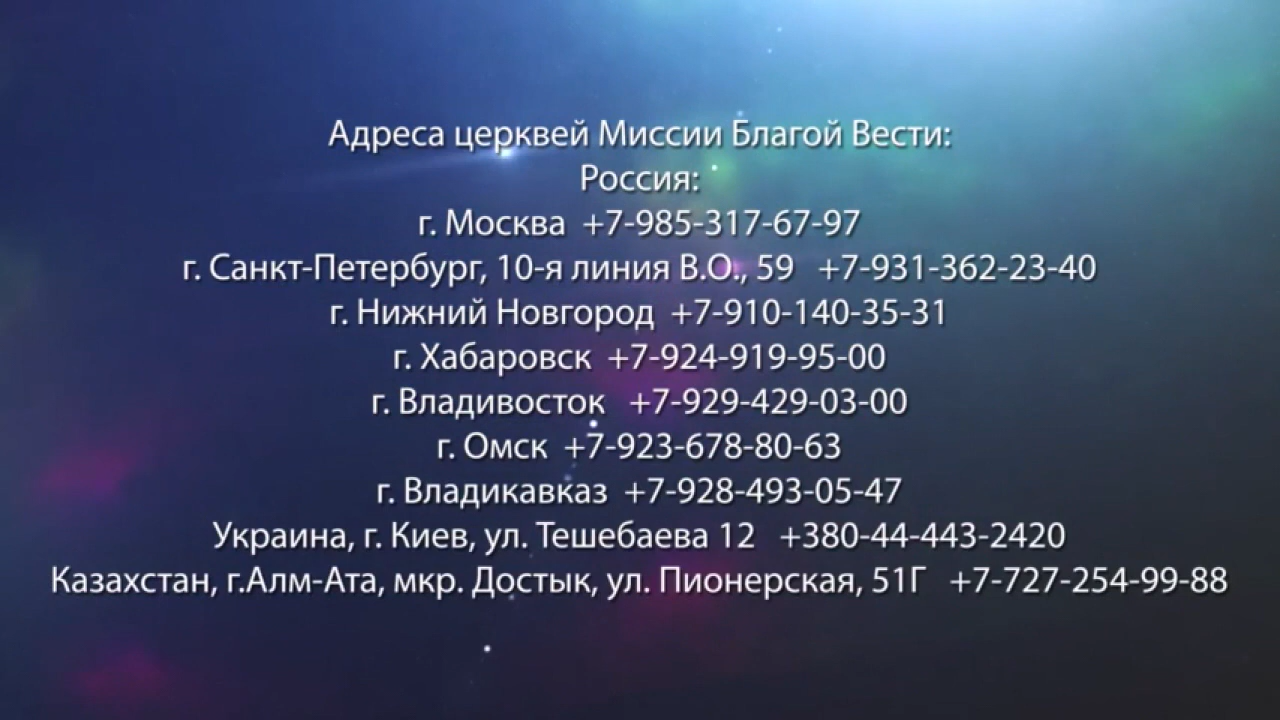 Адреса церквей Миссии Благой Вести:
Россия:
г. Москва +7-985-317-67-97
г. Санкт-Петербург, 10-я линия В.О., 59 +7-931-362-23-40
г. Нижний Новгород +7-910-140-35-31
г. Хабаровск +7-924-919-95-00
г. Владивосток +7-929-429-03-00
г. Омск +7-923-678-80-63
г. Владикавказ +7-928-493-05-47
Украина, г. Киев, ул. Тешебаева 12 +380-44-443-2420
Казахстан, г.Алм-Ата, мкр. Достык, ул. Пионерская, 51Г +7-727-254-99-88